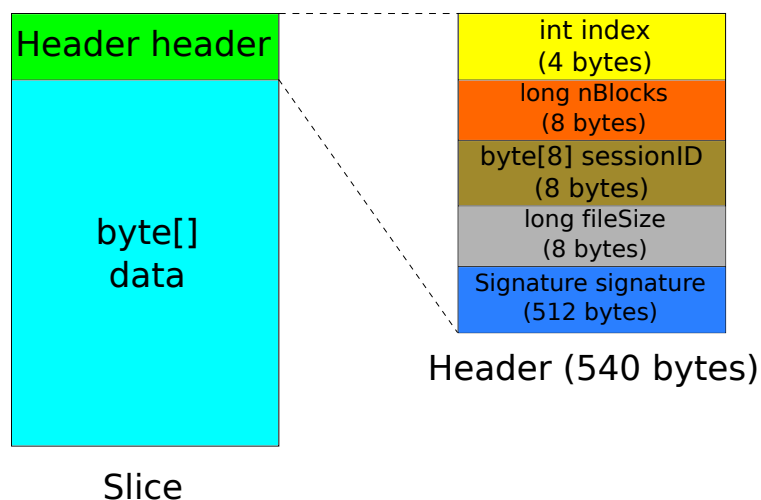 Header header
byte[]
data
Slice
int index
(4 bytes)
long nBlocks
(8 bytes)
byte[8] sessionID
(8 bytes)
long fileSize
(8 bytes)
Signature signature
(512 bytes)
Header (540 bytes)